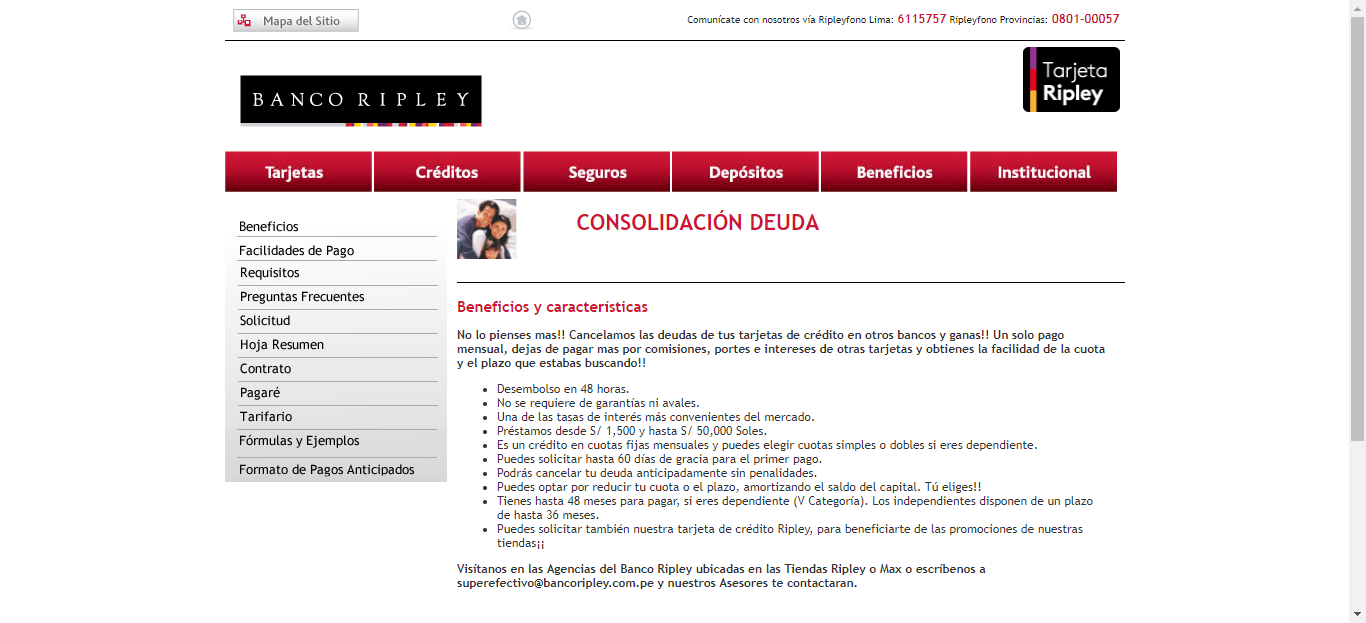 Mapa del Sitio
Comunícate con nosotros vía Ripleyfono Lima: 6115757 Ripleyfono Provincias: 0801-00057
BANCO RIPLEY
Tarjeta
Ripley
Tarjetas
Créditos
Seguros
Depósitos
Beneficios
Institucional
Beneficios
Facilidades de Pago
Requisitos
Preguntas Frecuentes
Solicitud
Hoja Resumen
Contrato
Pagaré
Tarifario
Fórmulas y Ejemplos
Formato de Pagos Anticipados
CONSOLIDACIÓN DEUDA
Beneficios y características
No lo pienses mas!! Cancelamos las deudas de tus tarjetas de crédito en otros bancos y ganas!! Un solo pago
mensual, dejas de pagar mas por comisiones, portes e intereses de otras tarjetas y obtienes la facilidad de la cuota
y el plazo que estabas buscando!!
• Desembolso en 48 horas.
• No se requiere de garantías ni avales.
• Una de las tasas de interés más convenientes del mercado.
• Préstamos desde S/ 1,500 y hasta S/ 50,000 Soles.
• Es un crédito en cuotas fijas mensuales y puedes elegir cuotas simples o dobles si eres dependiente.
• Puedes solicitar hasta 60 días de gracia para el primer pago.
• Podrás cancelar tu deuda anticipadamente sin penalidades.
• Puedes optar por reducir tu cuota o el plazo, amortizando el saldo del capital. Tú eliges!!
• Tienes hasta 48 meses para pagar, si eres dependiente (V Categoría). Los independientes disponen de un plazo
de hasta 36 meses.
• Puedes solicitar también nuestra tarjeta de crédito Ripley, para beneficiarte de las promociones de nuestras
tiendas¡¡
Visítanos en las Agencias del Banco Ripley ubicadas en las Tiendas Ripley o Max o escríbenos a
superefectivo@bancoripley.com.pe y nuestros Asesores te contactaran.